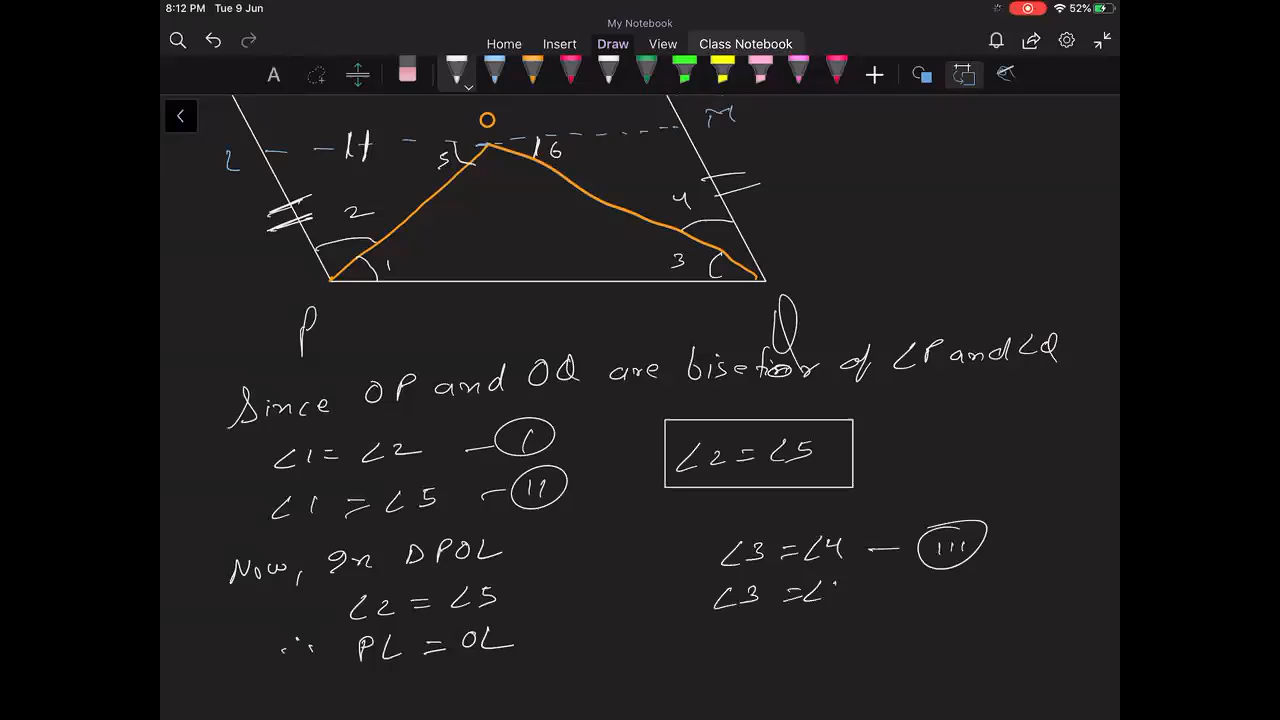 8:12 PM Tue 9 Jun
52%
My Notebook
Home Insert Draw View Class Notebook
A
O
M
L
5
6
2
4
1
3
P
Q
Since OP and OQ are bisetior of ∠P and ∠Q
∠1 = ∠2 — I
∠2 = ∠5
∠1 = ∠5 — II
Now, In ΔPOL
∠3 = ∠4 — III
∠2 = ∠5
∠3 = ∠
∴ PL = OL